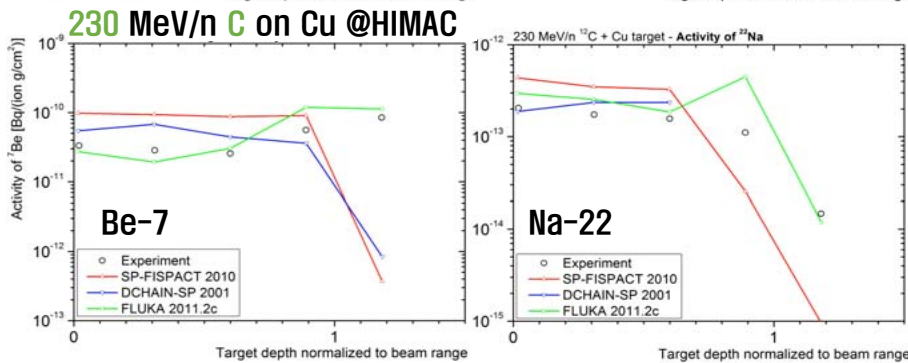 230 MeV/n C on Cu @HIMAC
Activity of ⁷Be [Bq/(ion g/cm²)]
10⁻⁹
10⁻¹⁰
10⁻¹¹
10⁻¹²
10⁻¹³
Be-7
Experiment
SP-FISPACT 2010
DCHAIN-SP 2001
FLUKA 2011.2c
0
1
Target depth normalized to beam range
230 MeV/n ¹²C + Cu target - Activity of ²²Na
10⁻¹²
10⁻¹³
10⁻¹⁴
10⁻¹⁵
Na-22
Experiment
SP-FISPACT 2010
DCHAIN-SP 2001
FLUKA 2011.2c
0
1
Target depth normalized to beam range